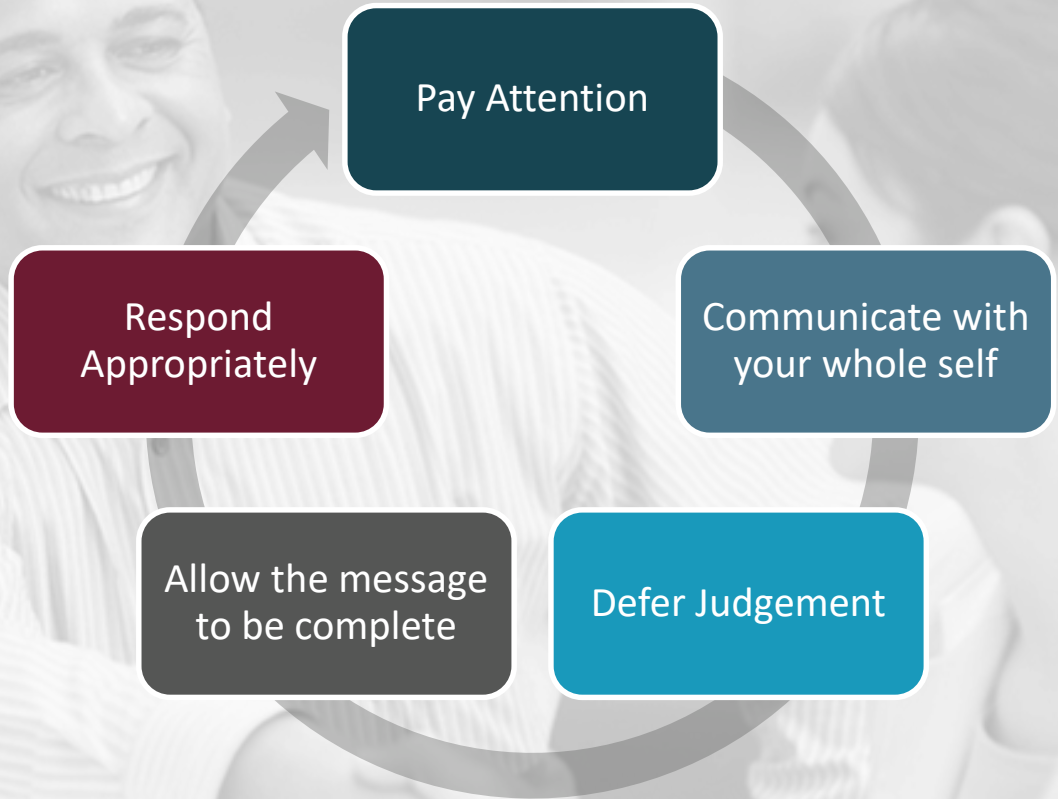 Pay Attention
Communicate with
your whole self
Defer Judgement
Allow the message
to be complete
Respond
Appropriately